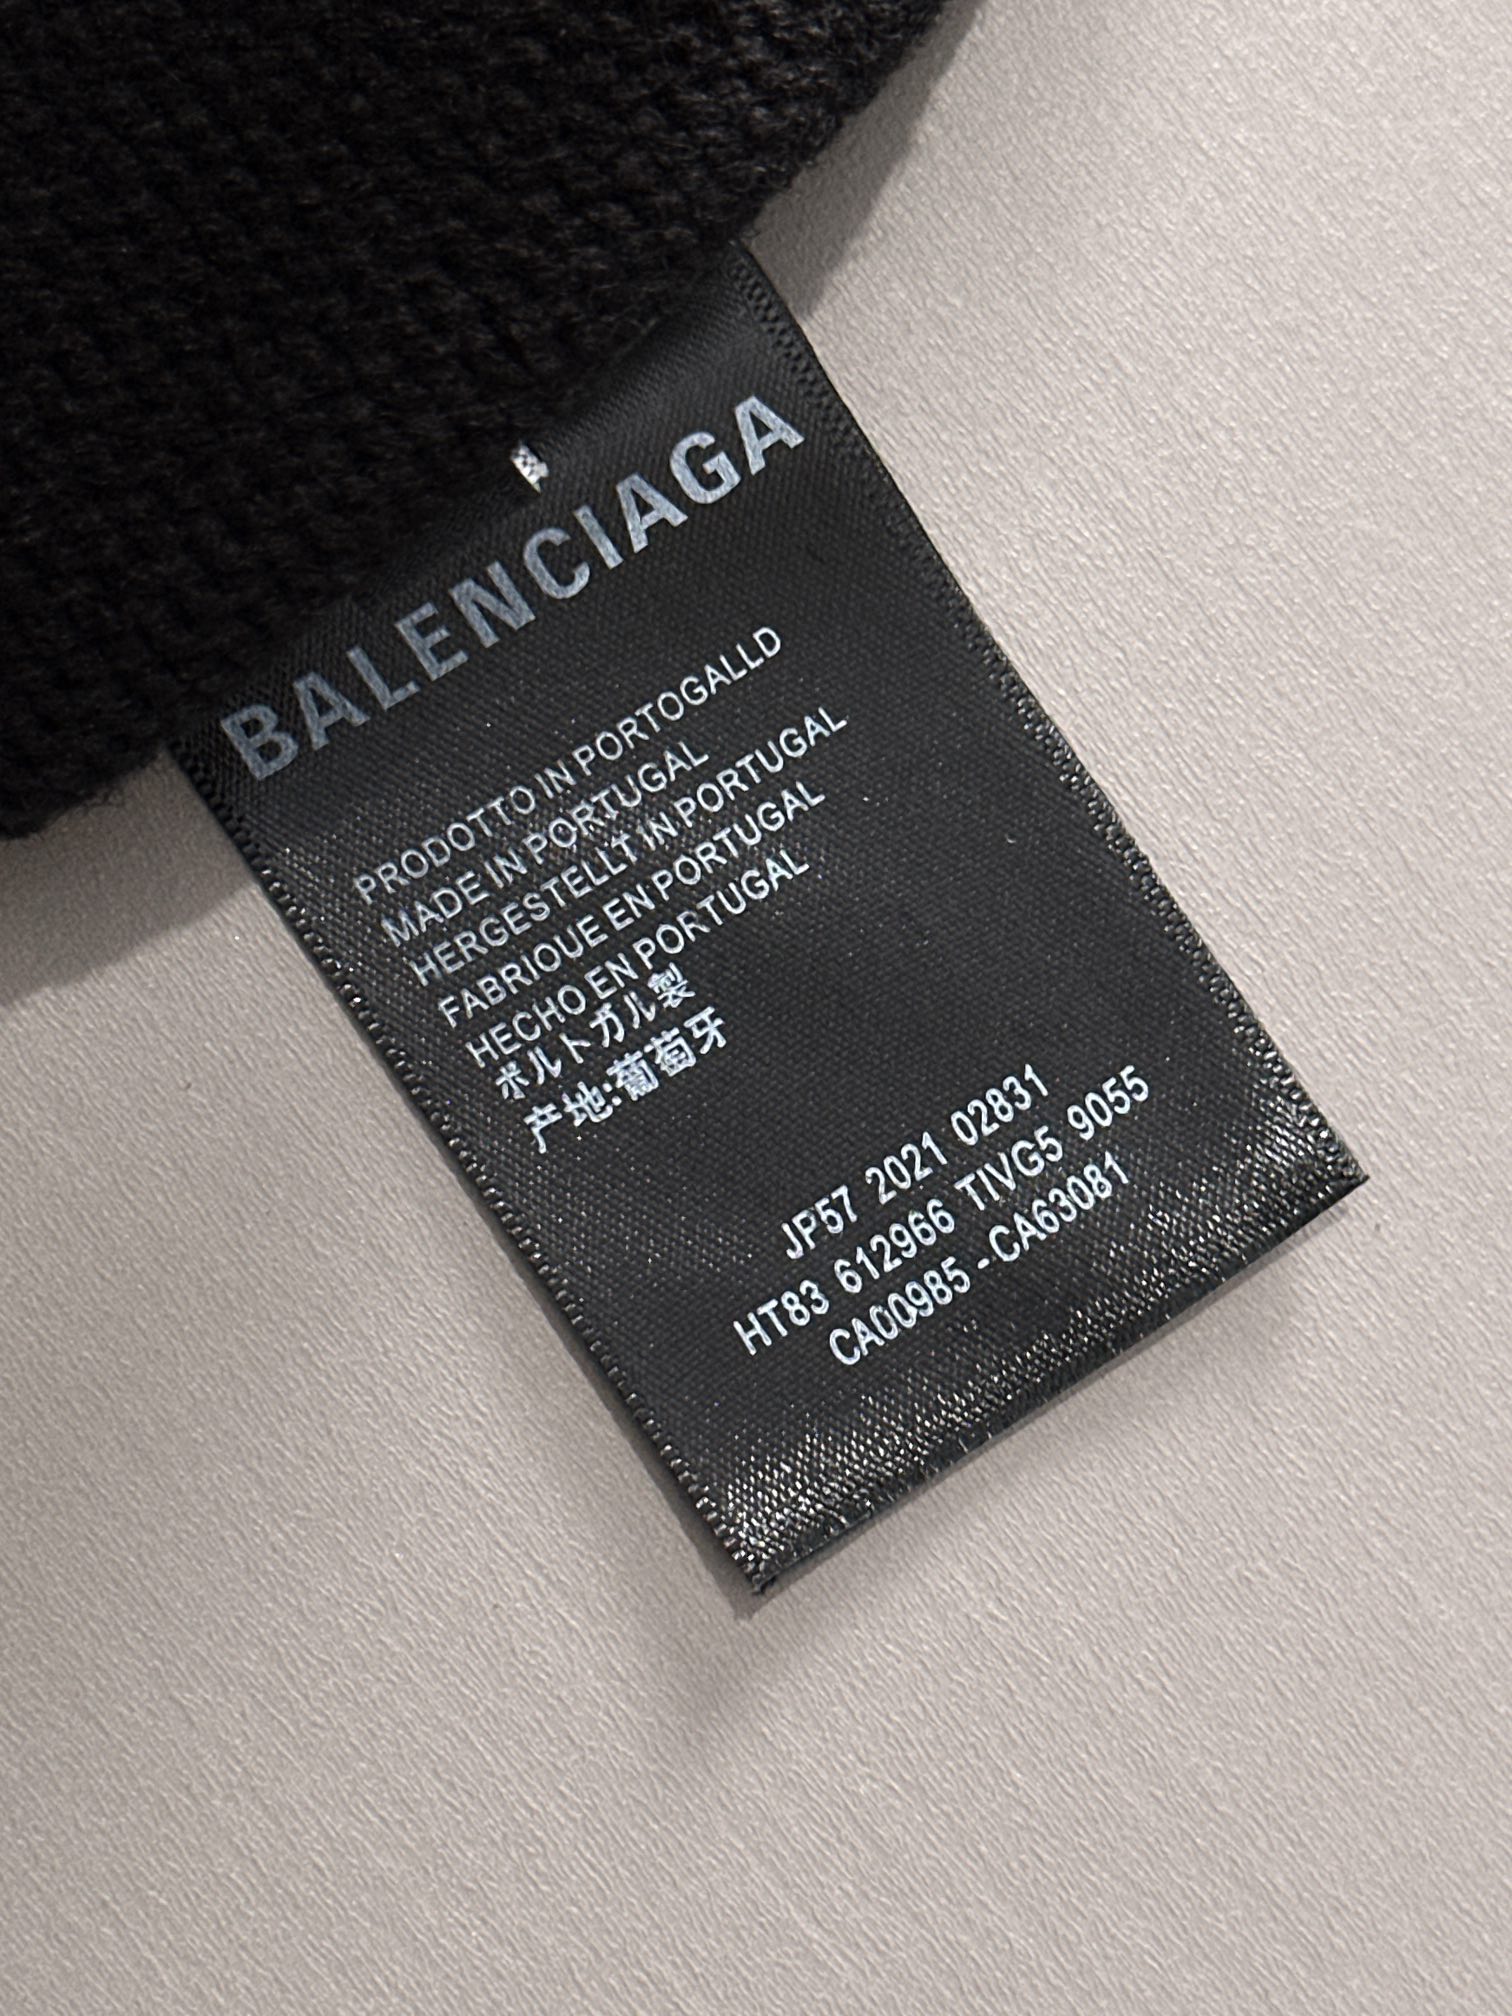 BALENCIAGA
PRODOTTO IN PORTOGALLD
MADE IN PORTUGAL
HERGESTELLT IN PORTUGAL
FABRIOUE EN PORTUGAL
HECHO EN PORTUGAL
ポルトガル製
产地:葡萄牙
JP57 2021 02831
HT83 612966 TIVG5 9055
CA00985 - CA63081